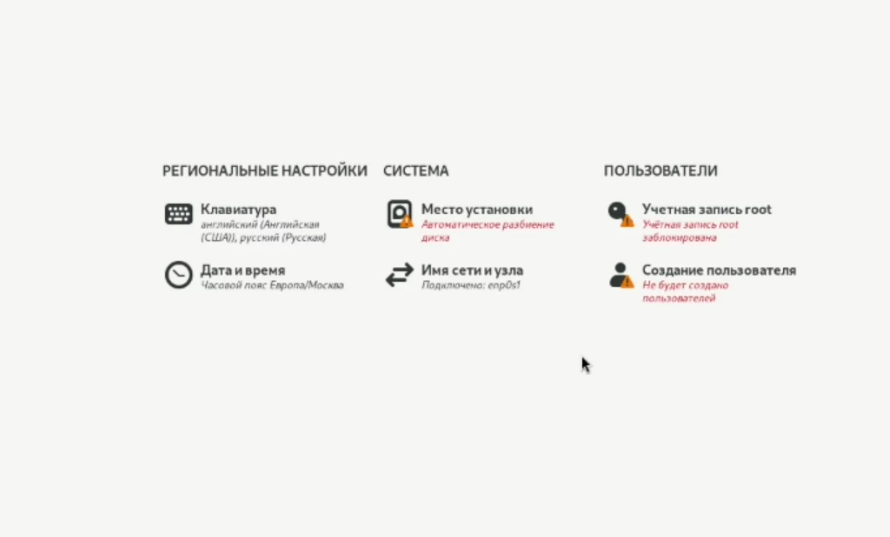 РЕГИОНАЛЬНЫЕ НАСТРОЙКИ
Клавиатура
английский (Английская
(США)), русский (Русская)
Дата и время
Часовой пояс Европа/Москва
СИСТЕМА
Место установки
Автоматическое разбиение
диска
Имя сети и узла
Подключено: enp0s1
ПОЛЬЗОВАТЕЛИ
Учетная запись root
Учётная запись root
заблокирована
Создание пользователя
Не будет создано
пользователей